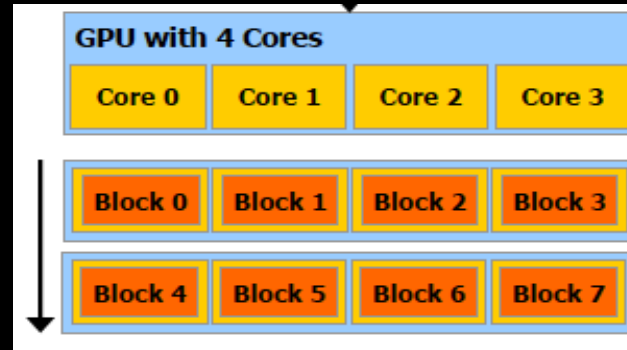 GPU with 4 Cores
Core 0 Core 1 Core 2 Core 3
Block 0 Block 1 Block 2 Block 3
Block 4 Block 5 Block 6 Block 7